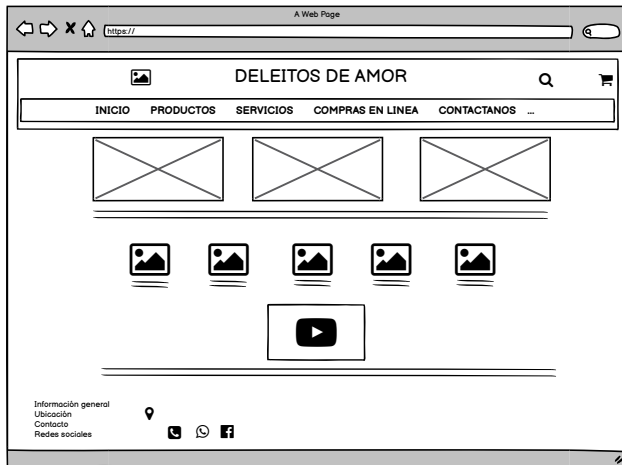 A Web Page
https://
DELEITOS DE AMOR
INICIO PRODUCTOS SERVICIOS COMPRAS EN LINEA CONTACTANOS ...
Información general
Ubicación
Contacto
Redes sociales